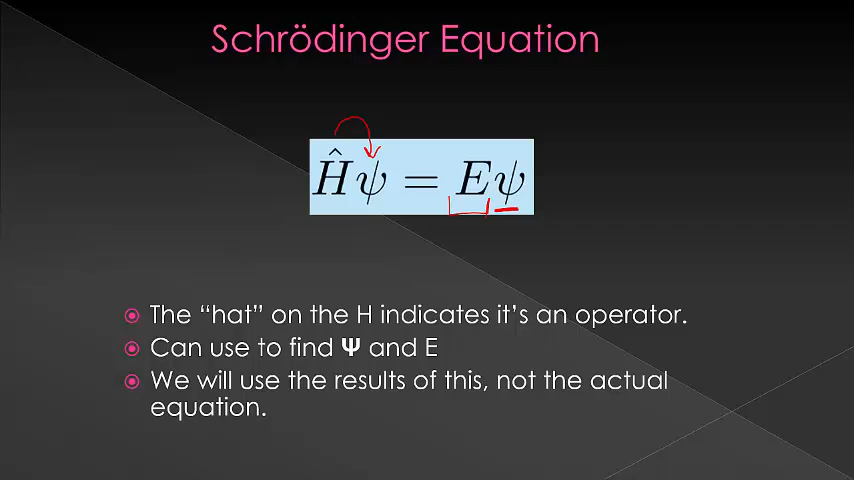 Schrödinger Equation
Ĥψ = Eψ
The “hat” on the H indicates it’s an operator.
Can use to find Ψ and E
We will use the results of this, not the actual
equation.